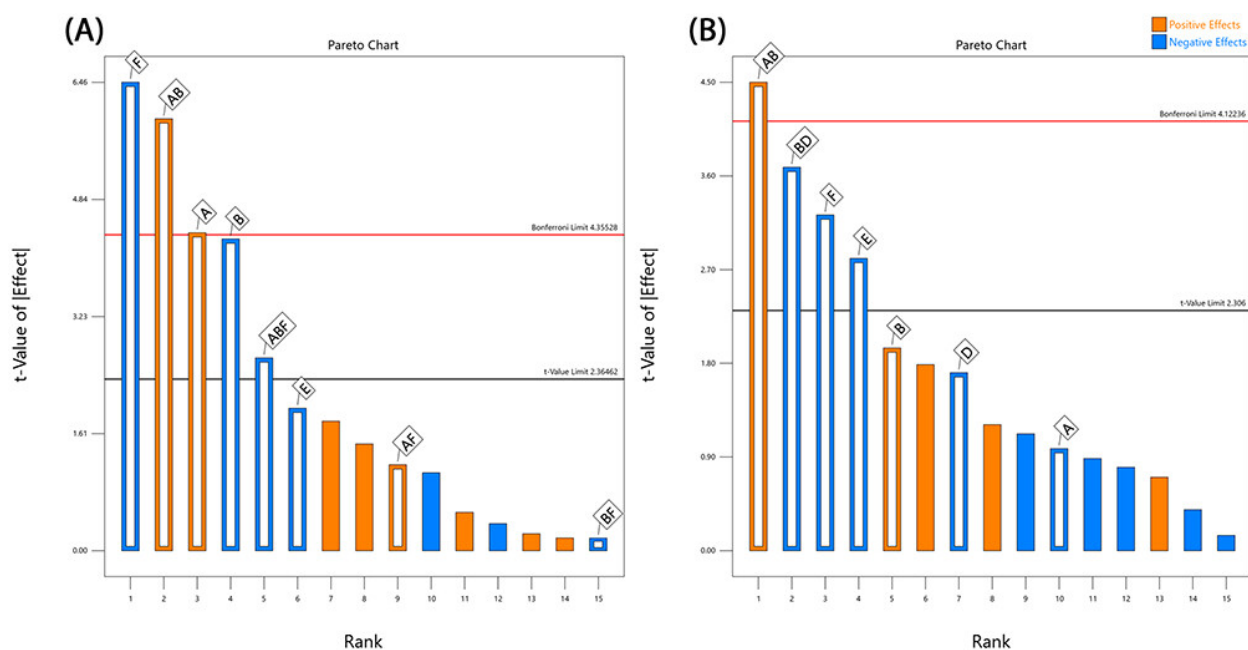 (A)
Pareto Chart
t-Value of |Effect|
6.46
4.84
3.23
1.61
0.00
Bonferroni Limit 4.35528
t-Value Limit 2.36462
F
AB
A
B
ABF
E
AF
BF
1 2 3 4 5 6 7 8 9 10 11 12 13 14 15
Rank
(B)
Pareto Chart
Positive Effects
Negative Effects
t-Value of |Effect|
4.50
3.60
2.70
1.80
0.90
0.00
Bonferroni Limit 4.12236
t-Value Limit 2.306
AB
BD
F
E
B
D
A
1 2 3 4 5 6 7 8 9 10 11 12 13 14 15
Rank